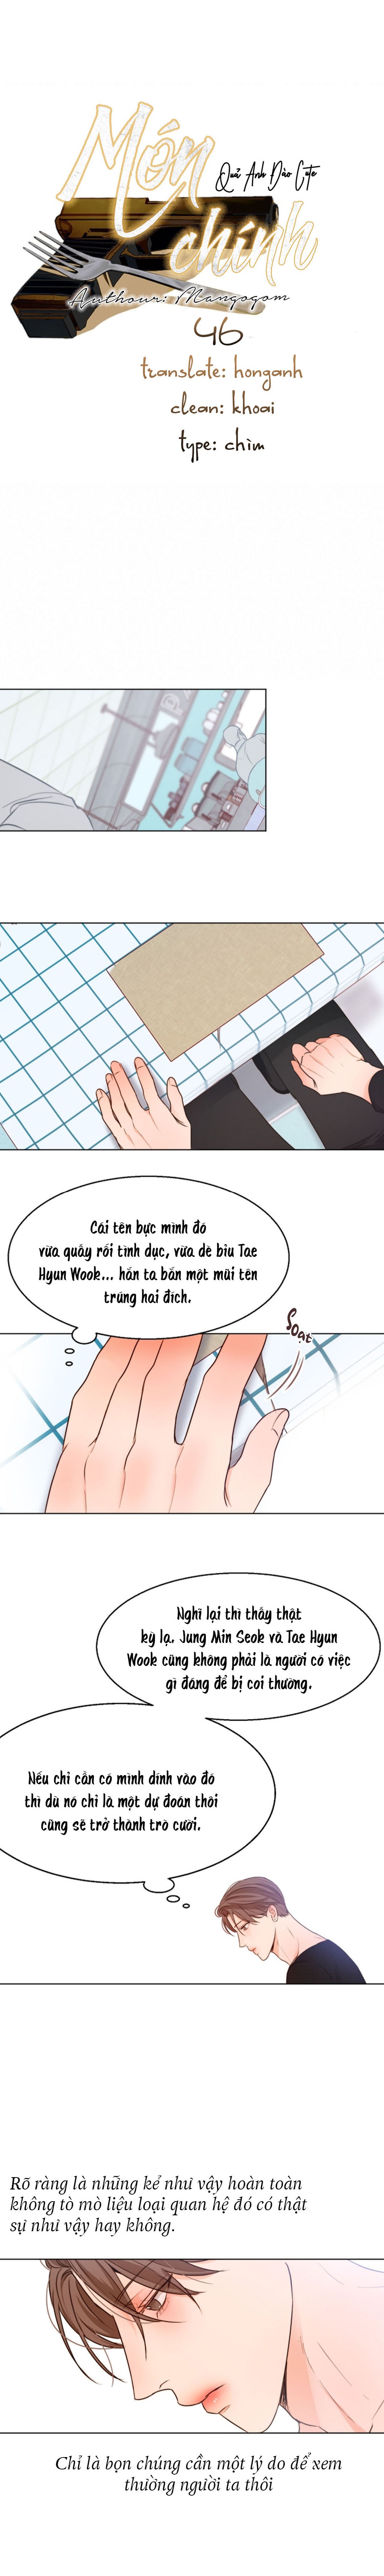 Món
Quả Anh Đào Cute
chính
Authour: Mangogom
46
translate: honganh
clean: khoai
type: chìm
Cái tên bực mình đó
vừa quấy rối tình dục, vừa dè bỉu Tae
Hyun Wook... hắn ta bắn một mũi tên
trúng hai đích.
Soạt
Nghĩ lại thì thấy thật
kỳ lạ. Jung Min Seok và Tae Hyun
Wook cũng không phải là người có việc
gì đáng để bị coi thường.
Nếu chỉ cần có mình dính vào đó
thì dù nó chỉ là một dự đoán thôi
cũng sẽ trở thành trò cười.
Rõ ràng là những kẻ như vậy hoàn toàn
không tò mò liệu loại quan hệ đó có thật
sự như vậy hay không.
Chỉ là bọn chúng cần một lý do để xem
thường người ta thôi